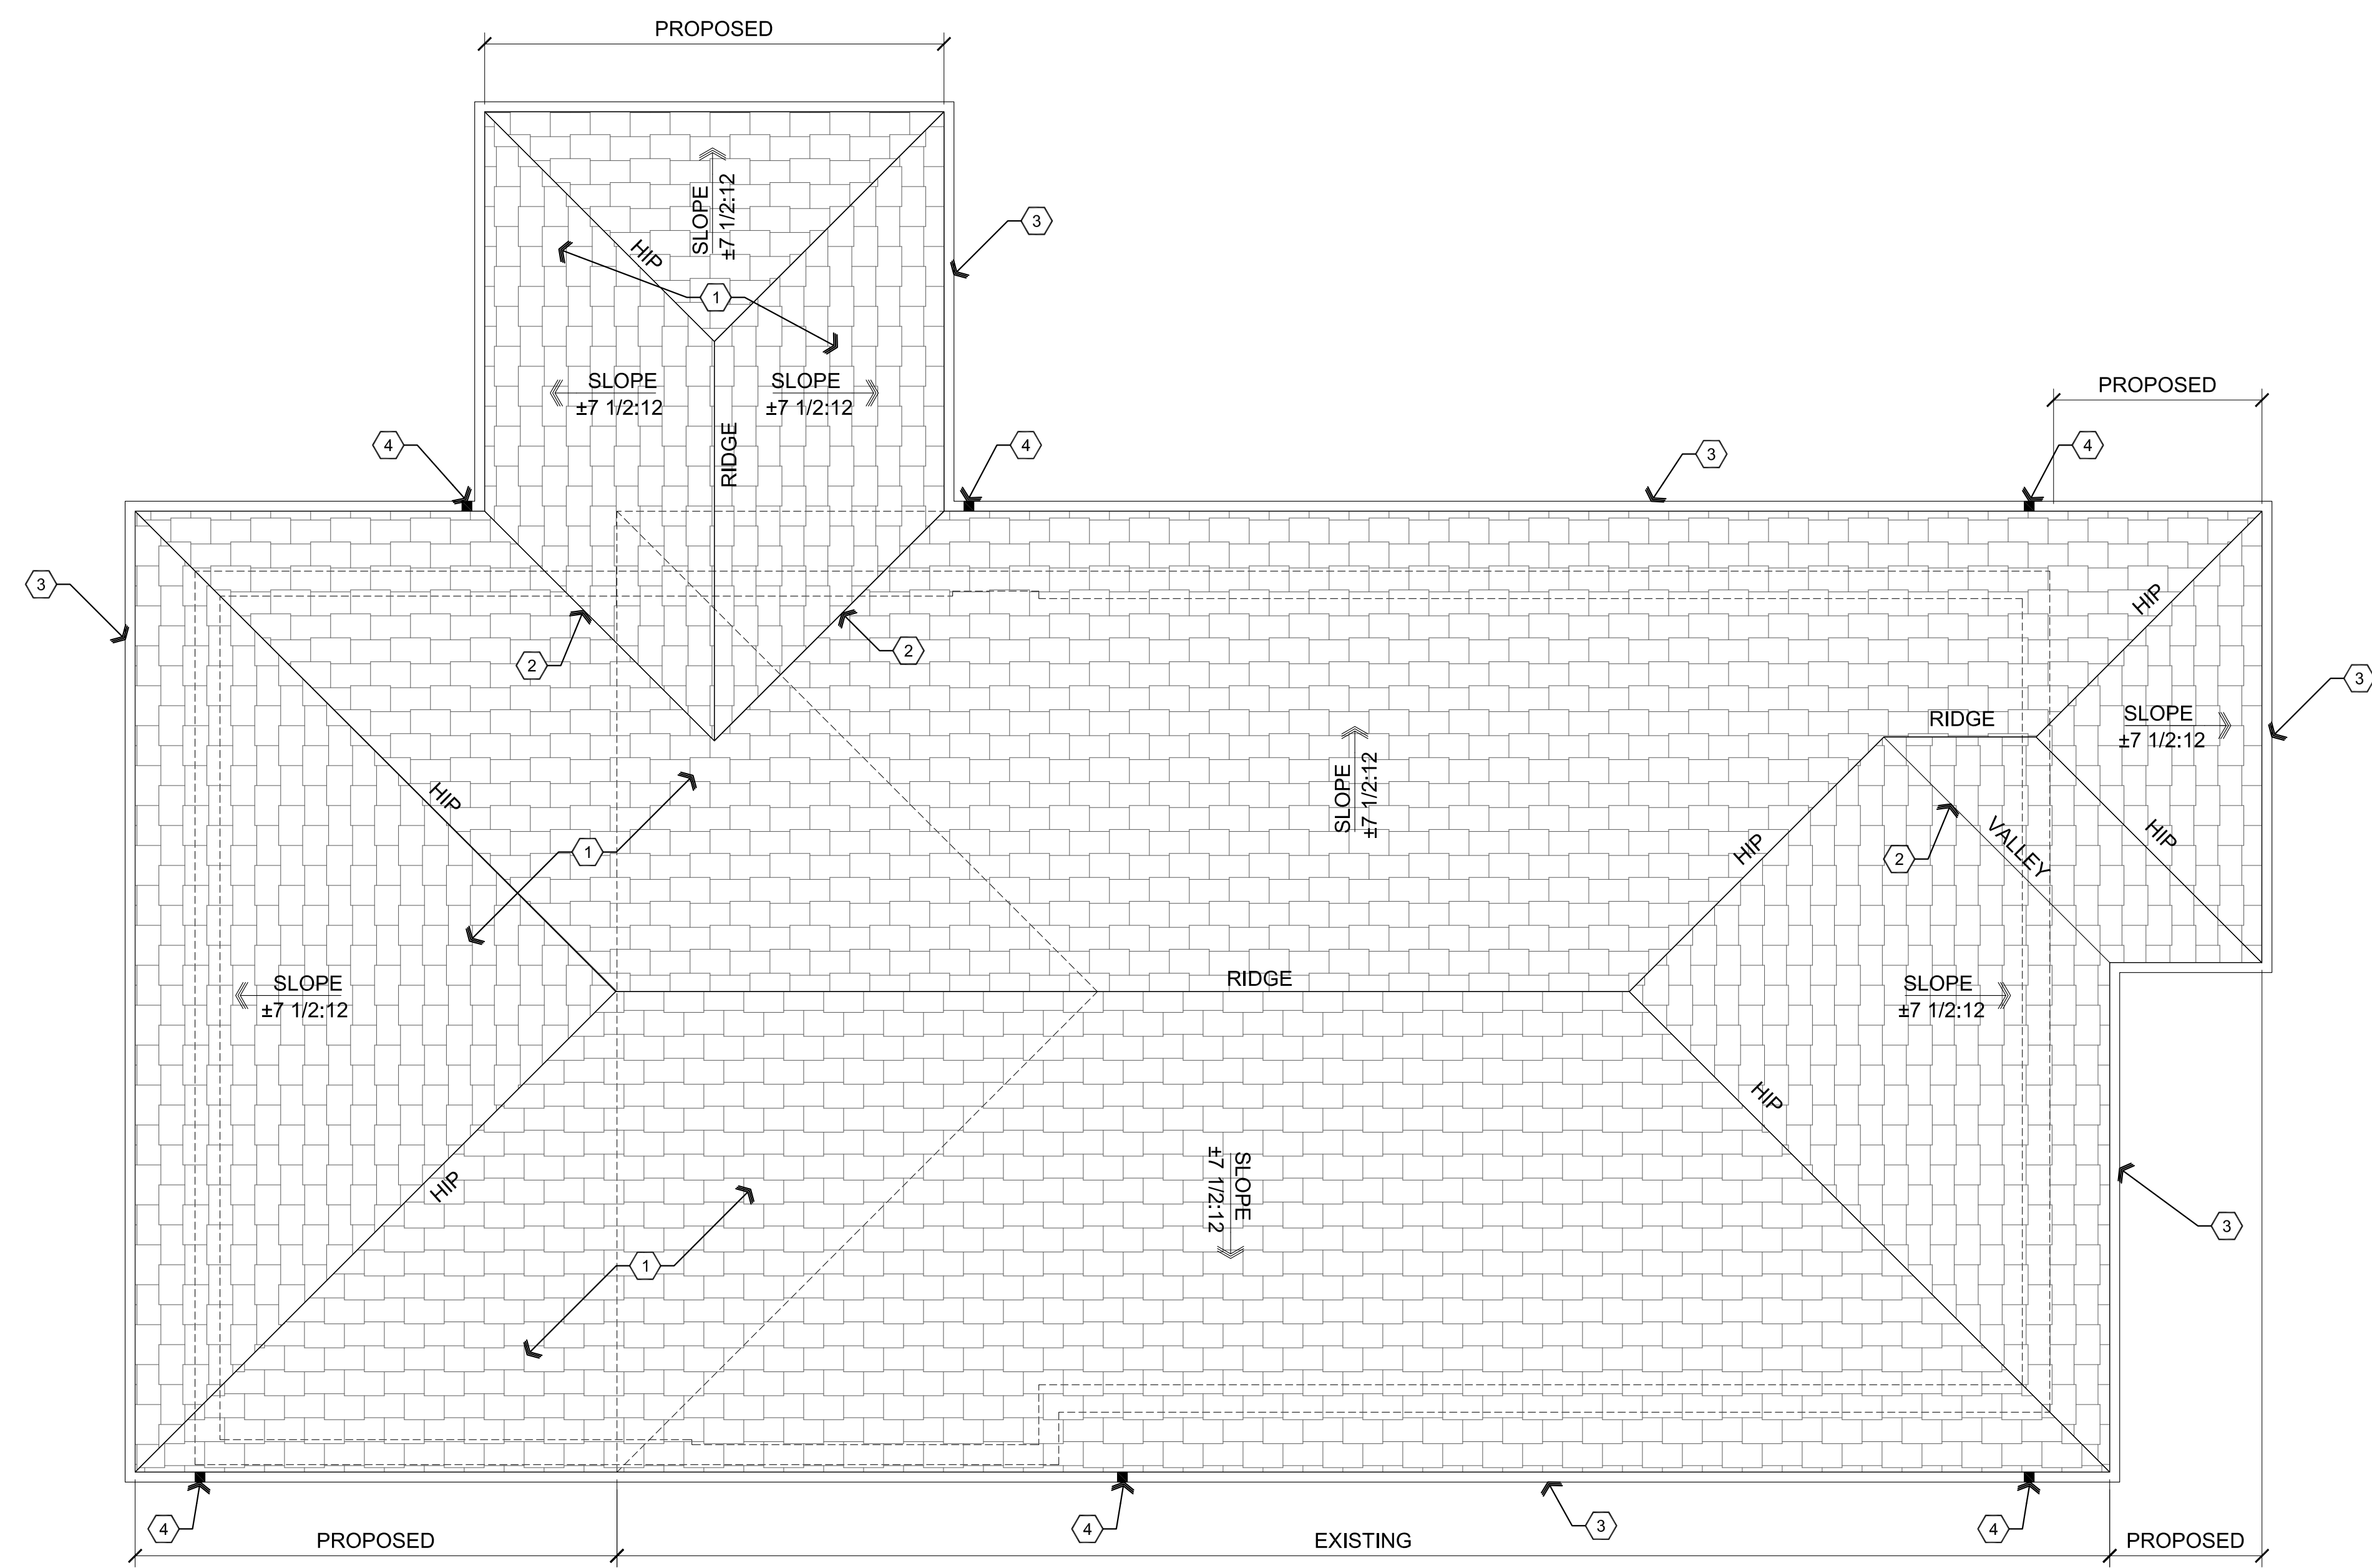 PROPOSED
SLOPE
±7 1/2:12
HIP
3
1
SLOPE
±7 1/2:12
SLOPE
±7 1/2:12
RIDGE
PROPOSED
4
4
3
4
3
2
2
HIP
3
RIDGE
SLOPE
±7 1/2:12
SLOPE
±7 1/2:12
HIP
1
HIP
2
VALLEY
HIP
SLOPE
±7 1/2:12
RIDGE
SLOPE
±7 1/2:12
HIP
HIP
SLOPE
±7 1/2:12
3
1
4
4
3
4
PROPOSED
EXISTING
PROPOSED